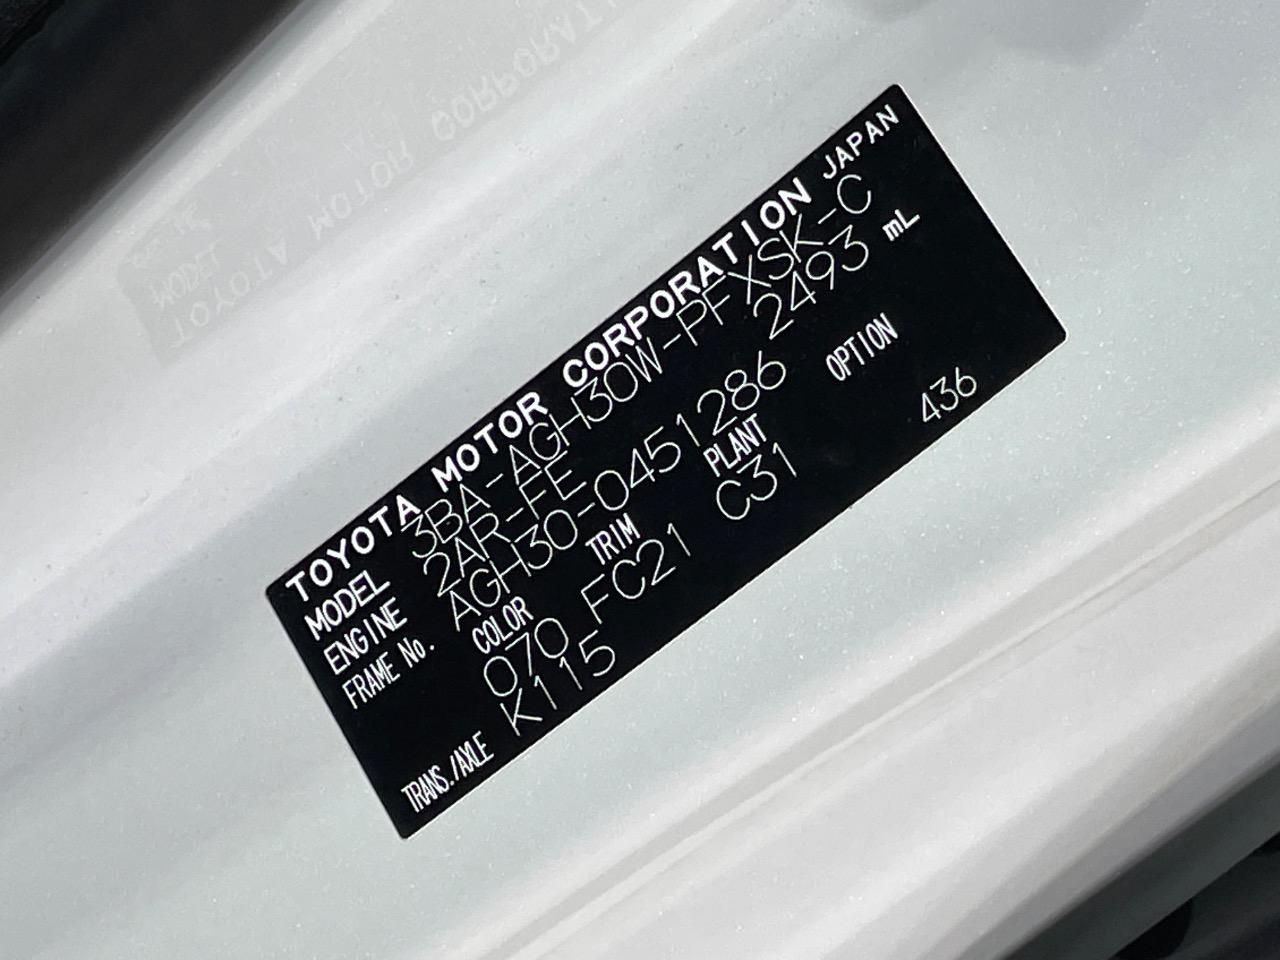 TOYOTA MOTOR CORPORATION JAPAN
MODEL 3BA-AGH30W-PFXSK-C
ENGINE 2AR-FE 2493 mL
FRAME No. AGH30-0451286
COLOR TRIM PLANT OPTION
070 FC21 C31 436
TRANS./AXLE K115